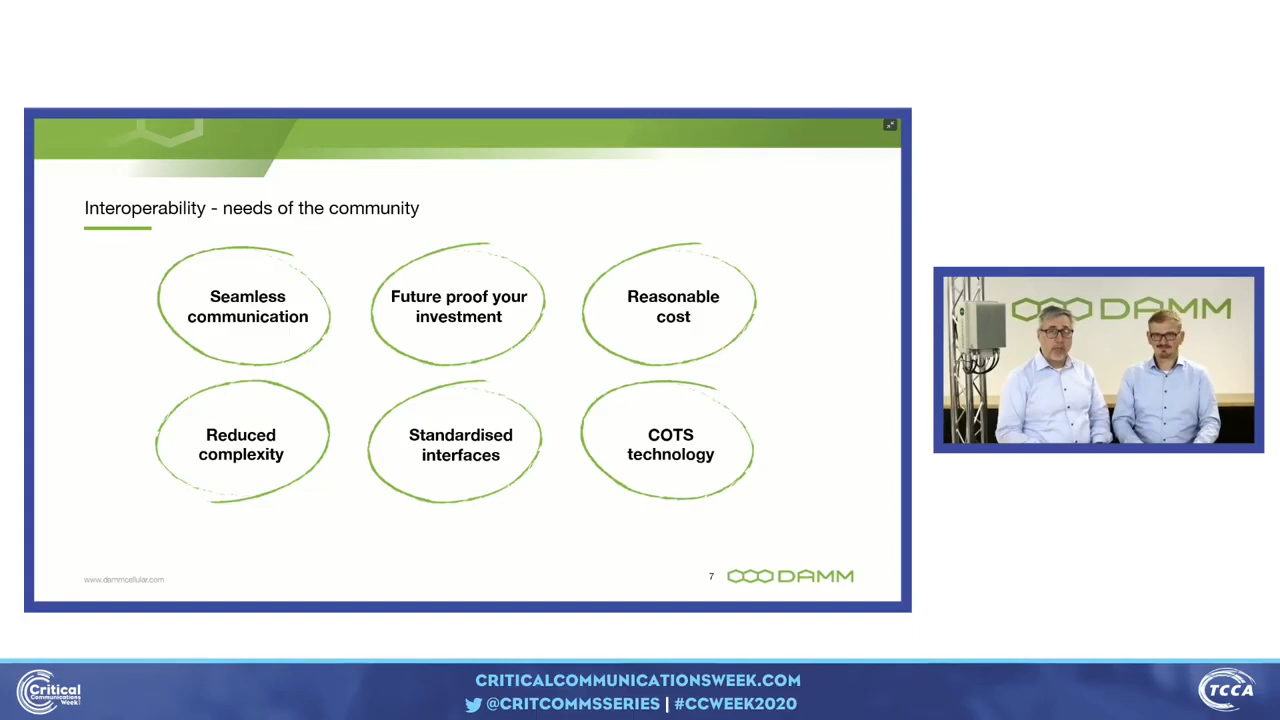 Interoperability - needs of the community
Seamless
communication
Future proof your
investment
Reasonable
cost
Reduced
complexity
Standardised
interfaces
COTS
technology
www.dammcellular.com
7
DAMM
DAMM
Critical
Communications
Week
CRITICALCOMMUNICATIONSWEEK.COM
@CRITCOMMSSERIES | #CCWEEK2020
TCCA